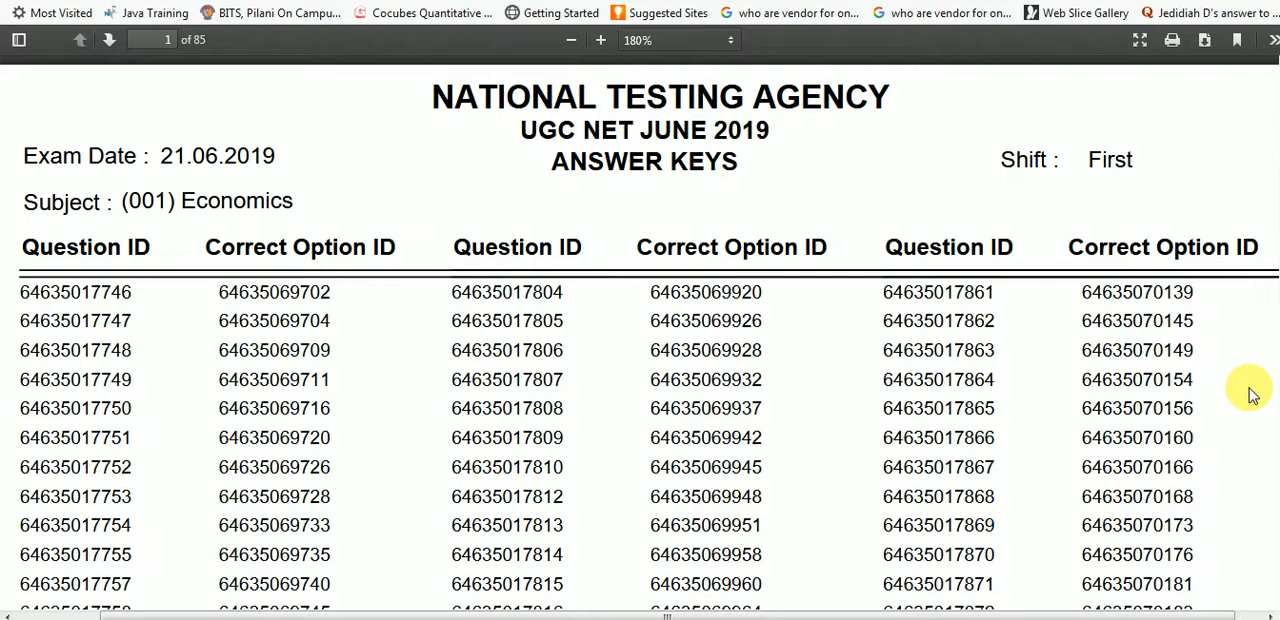 Most Visited Java Training BITS, Pilani On Campu... Cocubes Quantitative ... Getting Started Suggested Sites who are vendor for on... who are vendor for on... Web Slice Gallery Jedidiah D's answer to ...
1 of 85 180%
NATIONAL TESTING AGENCY
UGC NET JUNE 2019
Exam Date : 21.06.2019 ANSWER KEYS Shift : First
Subject : (001) Economics
Question ID Correct Option ID Question ID Correct Option ID Question ID Correct Option ID
64635017746 64635069702 64635017804 64635069920 64635017861 64635070139
64635017747 64635069704 64635017805 64635069926 64635017862 64635070145
64635017748 64635069709 64635017806 64635069928 64635017863 64635070149
64635017749 64635069711 64635017807 64635069932 64635017864 64635070154
64635017750 64635069716 64635017808 64635069937 64635017865 64635070156
64635017751 64635069720 64635017809 64635069942 64635017866 64635070160
64635017752 64635069726 64635017810 64635069945 64635017867 64635070166
64635017753 64635069728 64635017812 64635069948 64635017868 64635070168
64635017754 64635069733 64635017813 64635069951 64635017869 64635070173
64635017755 64635069735 64635017814 64635069958 64635017870 64635070176
64635017757 64635069740 64635017815 64635069960 64635017871 64635070181